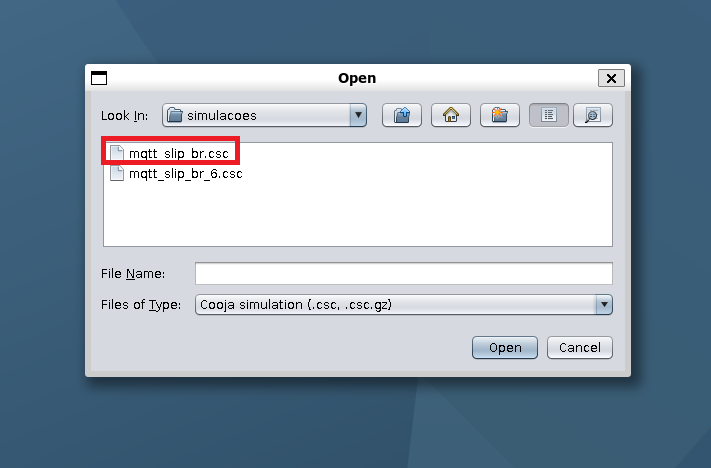 Open
Look In: simulacoes
mqtt_slip_br.csc
mqtt_slip_br_6.csc
File Name:
Files of Type: Cooja simulation (.csc, .csc.gz)
Open Cancel